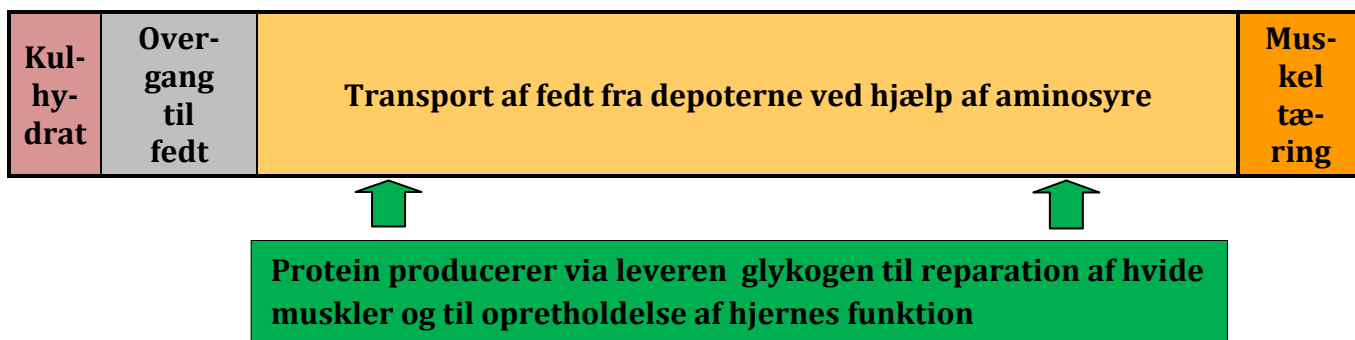 Kul-
hy-
drat
Over-
gang
til
fedt
Transport af fedt fra depoterne ved hjælp af aminosyre
Mus-
kel
tæ-
ring
Protein producerer via leveren glykogen til reparation af hvide
muskler og til opretholdelse af hjernes funktion